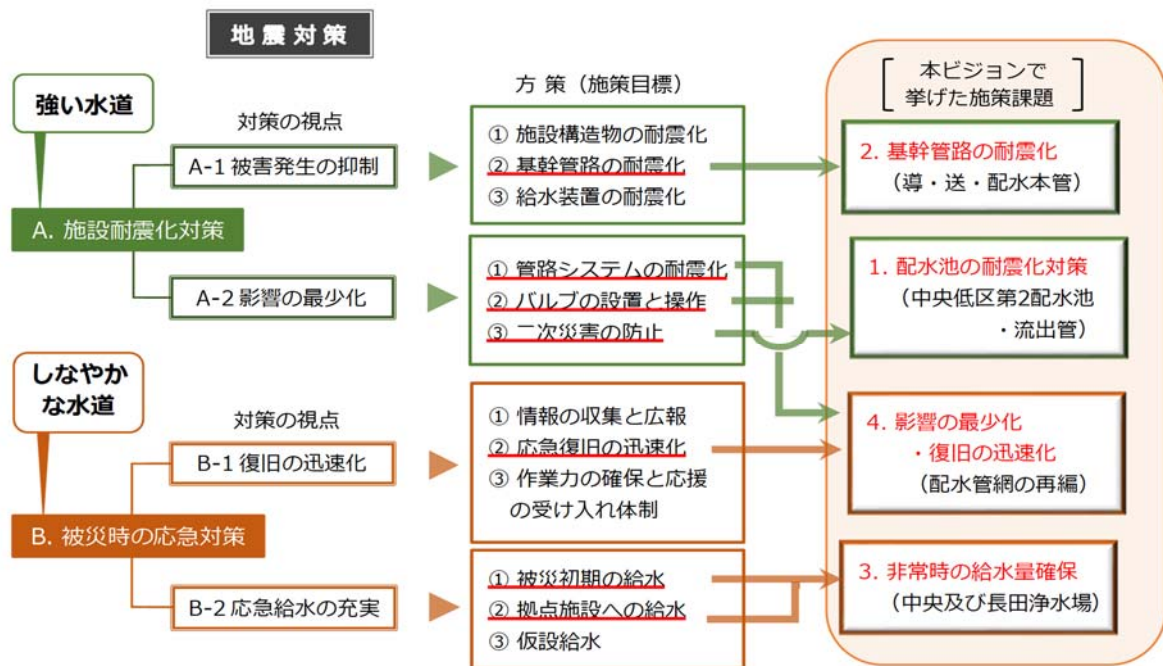 地震対策
強い水道
対策の視点
方 策（施策目標）
本ビジョンで
挙げた施策課題
A-1 被害発生の抑制
① 施設構造物の耐震化
② 基幹管路の耐震化
③ 給水装置の耐震化
2. 基幹管路の耐震化
（導・送・配水本管）
A. 施設耐震化対策
A-2 影響の最少化
① 管路システムの耐震化
② バルブの設置と操作
③ 二次災害の防止
1. 配水池の耐震化対策
（中央低区第2配水池
・流出管）
しなやか
な水道
対策の視点
B-1 復旧の迅速化
① 情報の収集と広報
② 応急復旧の迅速化
③ 作業力の確保と応援
の受け入れ体制
4. 影響の最少化
・復旧の迅速化
（配水管網の再編）
B. 被災時の応急対策
B-2 応急給水の充実
① 被災初期の給水
② 拠点施設への給水
③ 仮設給水
3. 非常時の給水量確保
（中央及び長田浄水場）